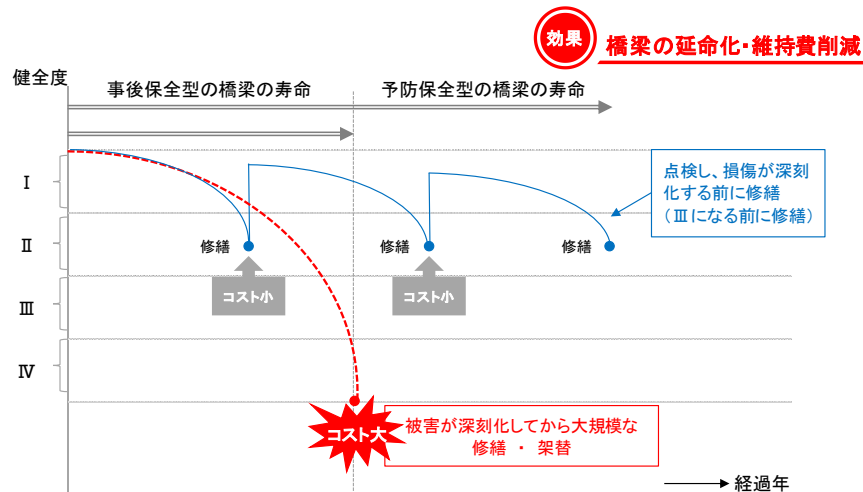 効果
橋梁の延命化・維持費削減
健全度
事後保全型の橋梁の寿命
予防保全型の橋梁の寿命
Ⅰ
点検し、損傷が深刻
化する前に修繕
（Ⅲになる前に修繕）
Ⅱ
修繕
修繕
修繕
コスト小
コスト小
Ⅲ
Ⅳ
コスト大
被害が深刻化してから大規模な
修繕 ・ 架替
経過年